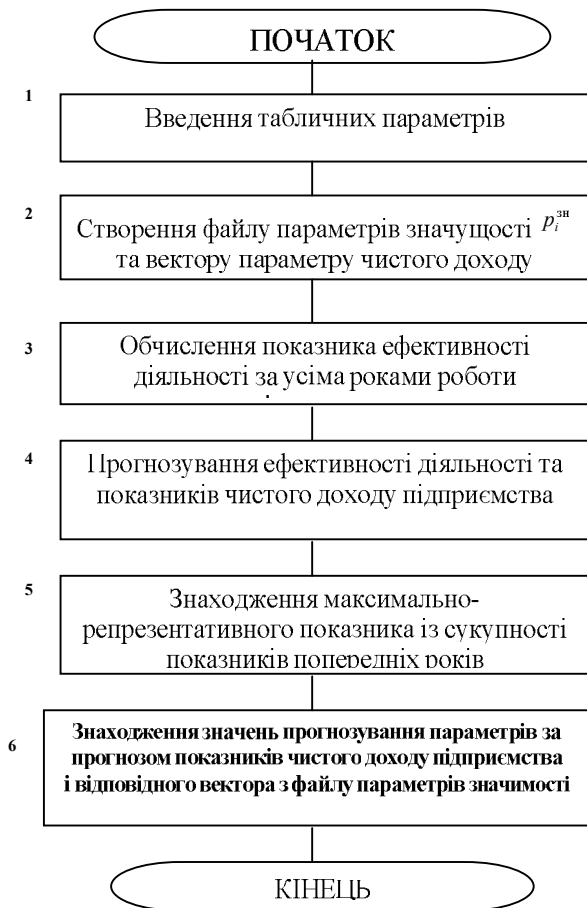 ПОЧАТОК
1
Введення табличних параметрів
2
Створення файлу параметрів значущості p_i^зн
та вектору параметру чистого доходу
3
Обчислення показника ефективності
діяльності за усіма роками роботи
4
Прогнозування ефективності діяльності та
показників чистого доходу підприємства
5
Знаходження максимально-
репрезентативного показника із сукупності
показників попередніх років
6
Знаходження значень прогнозування параметрів за
прогнозом показників чистого доходу підприємства
і відповідного вектора з файлу параметрів значимості
КІНЕЦЬ